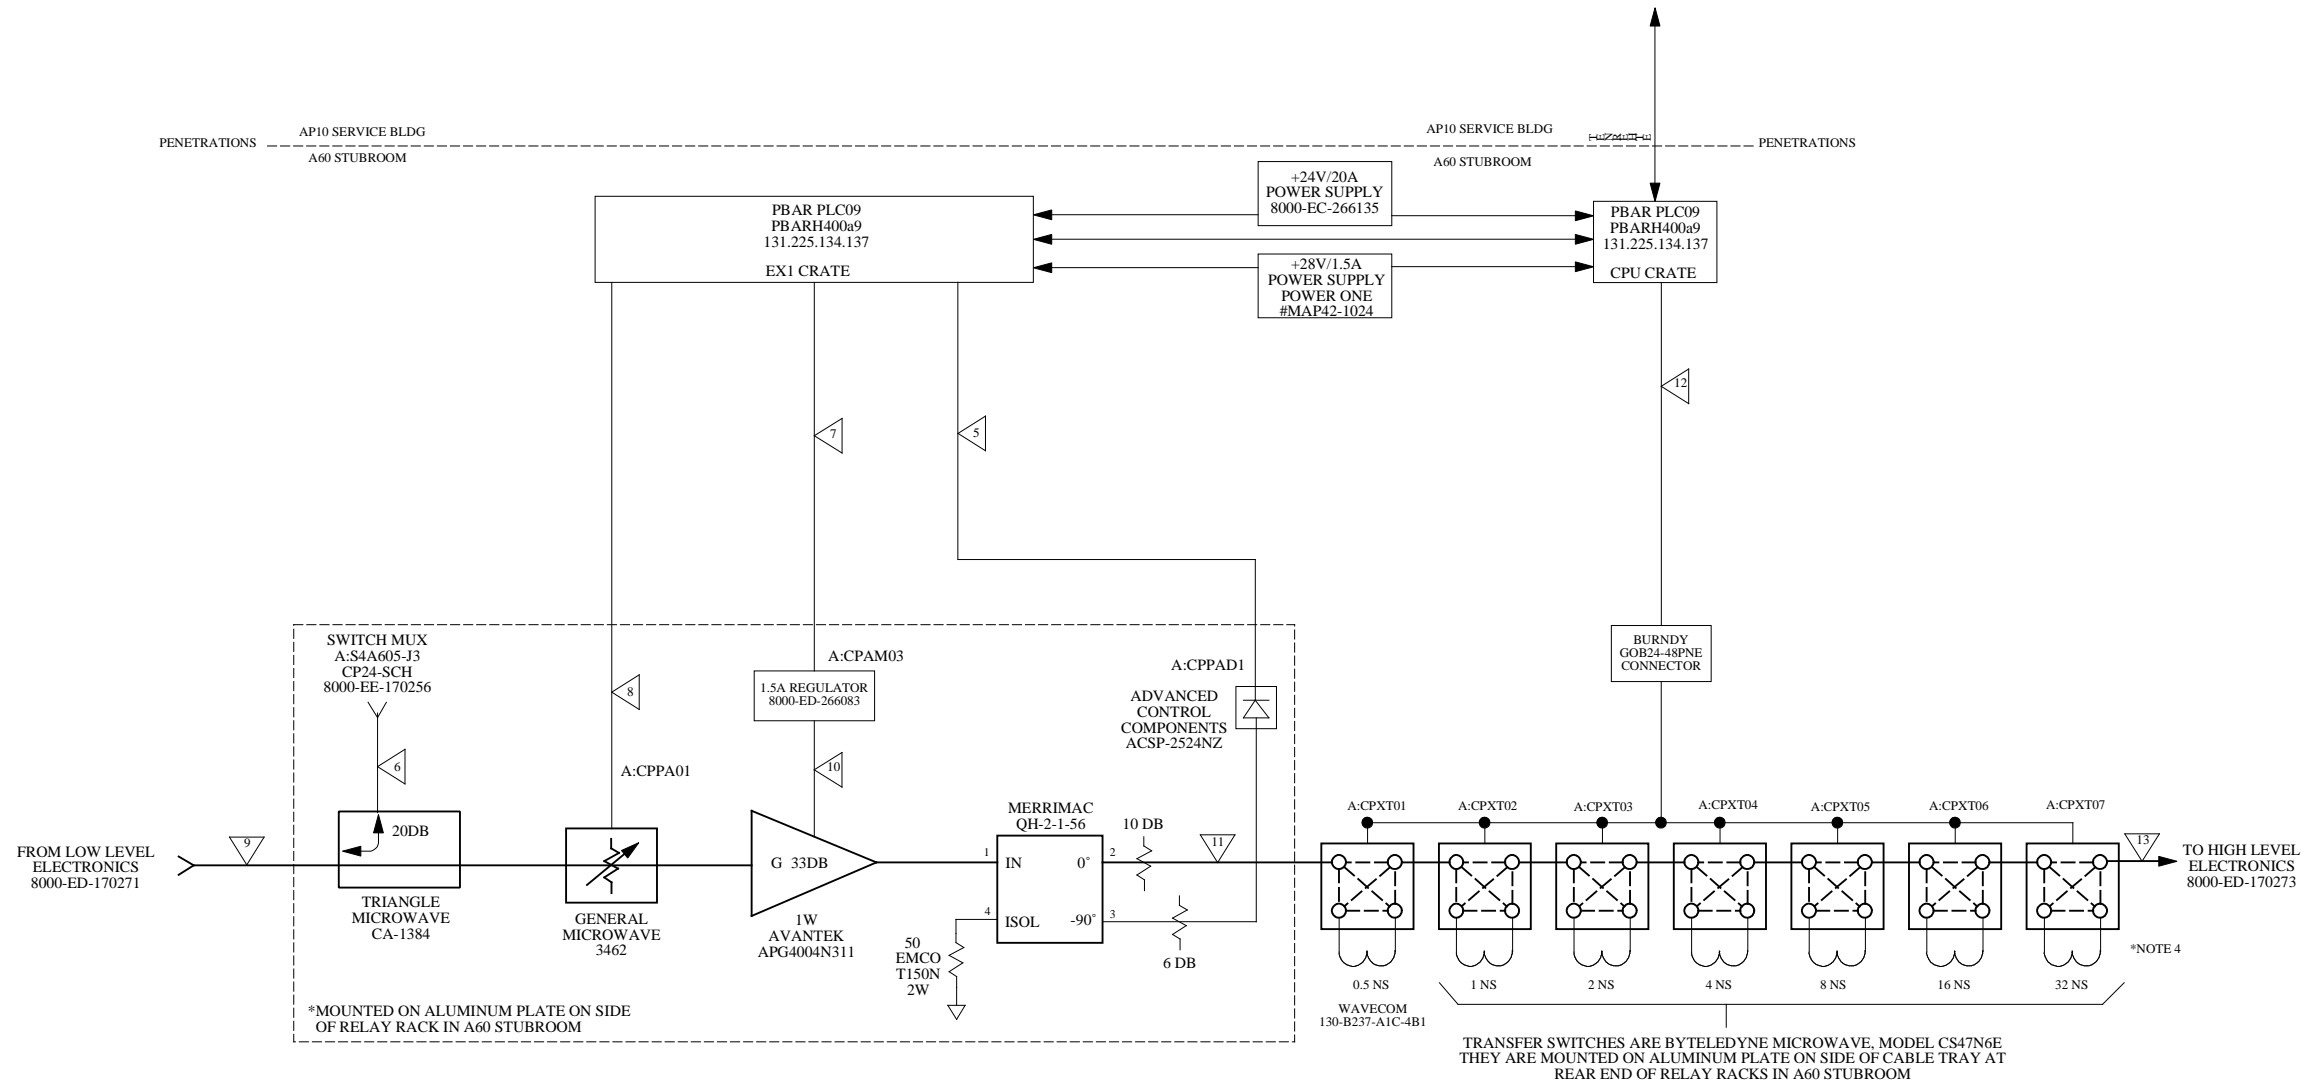 PENETRATIONS
AP10 SERVICE BLDG
A60 STUBROOM
AP10 SERVICE BLDG
A60 STUBROOM
PENETRATIONS
+24V/20A
POWER SUPPLY
8000-EC-266135
PBAR PLC09
PBARH400a9
131.225.134.137
EX1 CRATE
+28V/1.5A
POWER SUPPLY
POWER ONE
#MAP42-1024
PBAR PLC09
PBARH400a9
131.225.134.137
CPU CRATE
12
7
5
SWITCH MUX
A:S4A605-J3
CP24-SCH
8000-EE-170256
8
A:CPAM03
1.5A REGULATOR
8000-ED-266083
A:CPPAD1
ADVANCED
CONTROL
COMPONENTS
ACSP-2524NZ
BURNDY
GOB24-48PNE
CONNECTOR
6
A:CPPA01
10
FROM LOW LEVEL
ELECTRONICS
8000-ED-170271
9
20DB
TRIANGLE
MICROWAVE
CA-1384
GENERAL
MICROWAVE
3462
G 33DB
1W
AVANTEK
APG4004N311
MERRIMAC
QH-2-1-56
1
IN
0°
2
4
ISOL
-90°
3
50
EMCO
T150N
2W
10 DB
6 DB
11
A:CPXT01
A:CPXT02
A:CPXT03
A:CPXT04
A:CPXT05
A:CPXT06
A:CPXT07
13
TO HIGH LEVEL
ELECTRONICS
8000-ED-170273
*NOTE 4
0.5 NS
1 NS
2 NS
4 NS
8 NS
16 NS
32 NS
WAVECOM
130-B237-A1C-4B1
*MOUNTED ON ALUMINUM PLATE ON SIDE
OF RELAY RACK IN A60 STUBROOM
TRANSFER SWITCHES ARE BYTELEDYNE MICROWAVE, MODEL CS47N6E
THEY ARE MOUNTED ON ALUMINUM PLATE ON SIDE OF CABLE TRAY AT
REAR END OF RELAY RACKS IN A60 STUBROOM